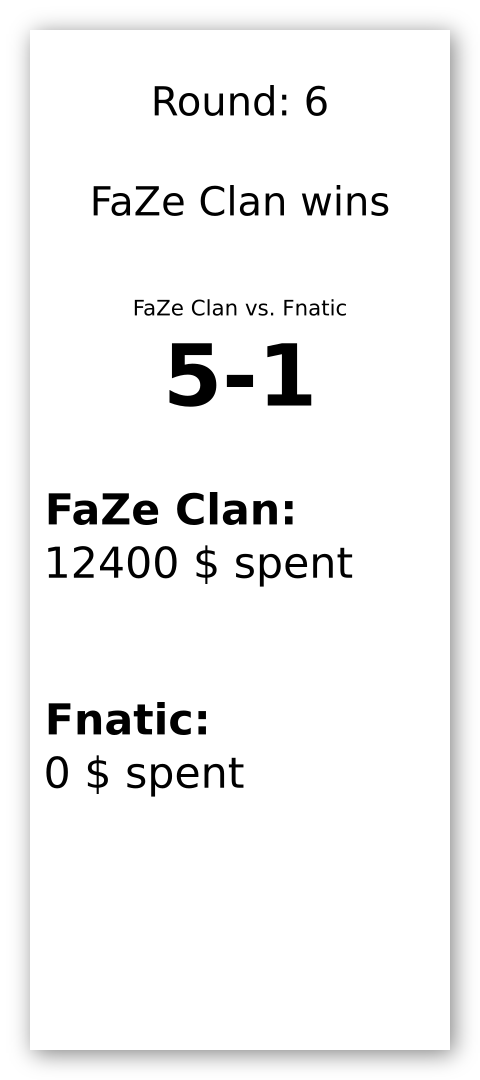 Round: 6
FaZe Clan wins
FaZe Clan vs. Fnatic
5-1
FaZe Clan:
12400 $ spent
Fnatic:
0 $ spent